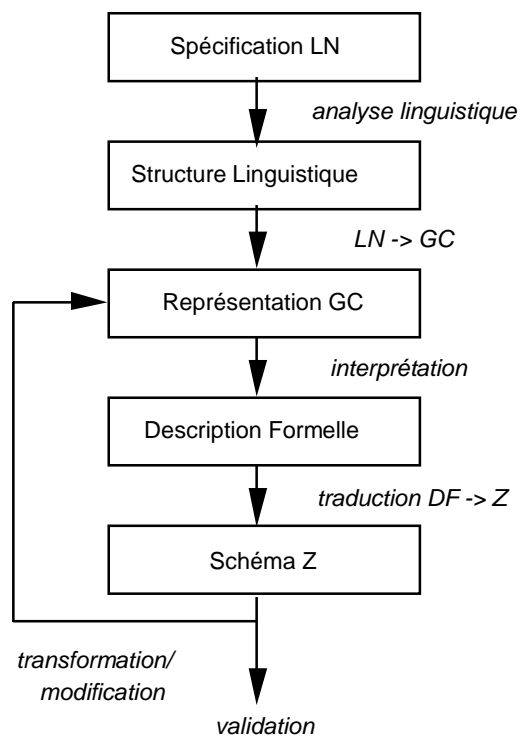 Spécification LN
analyse linguistique
Structure Linguistique
LN -> GC
Représentation GC
interprétation
Description Formelle
traduction DF -> Z
Schéma Z
transformation/
modification
validation